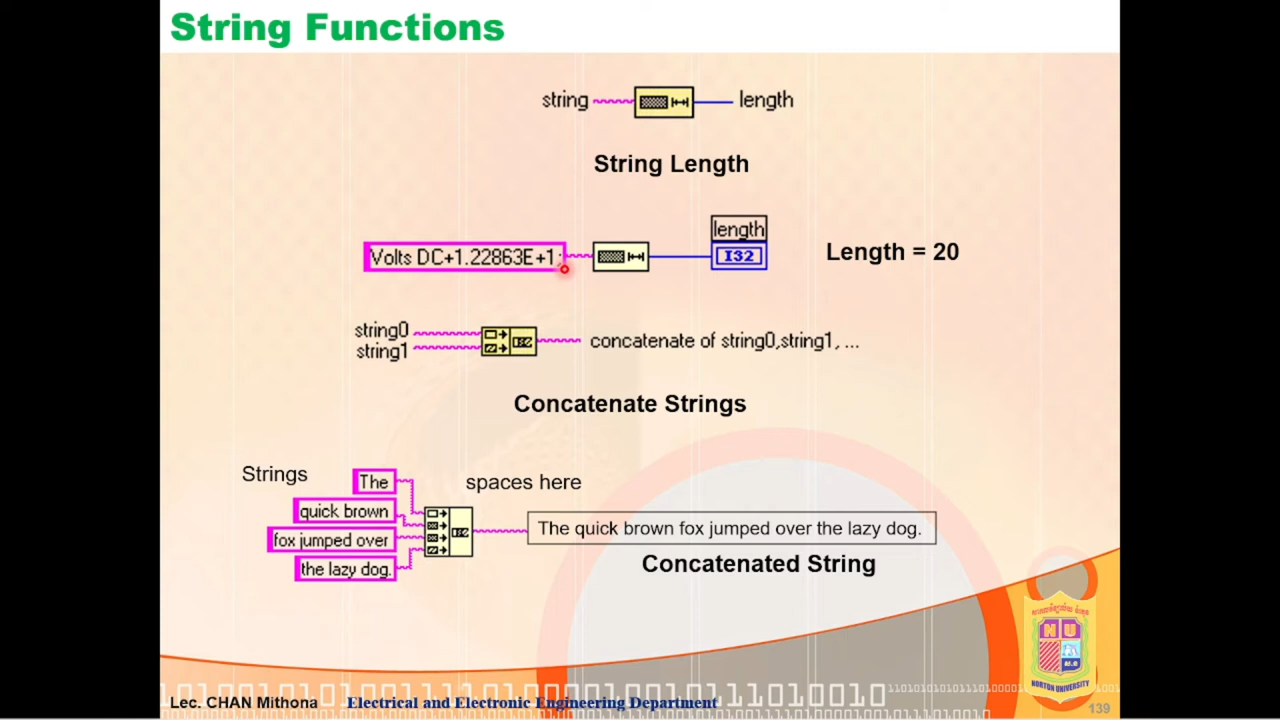 String Functions
string
length
String Length
length
Volts DC+1.22863E+1;
I32
Length = 20
string0
string1
concatenate of string0,string1, ...
Concatenate Strings
Strings
The
spaces here
quick brown
fox jumped over
the lazy dog.
The quick brown fox jumped over the lazy dog.
Concatenated String
N U
NORTON UNIVERSITY
Lec. CHAN Mithona
Electrical and Electronic Engineering Department
139